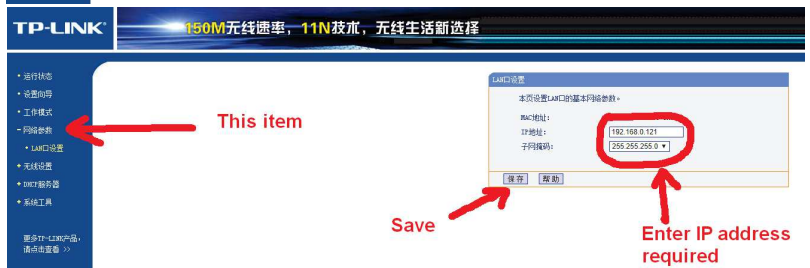 TP-LINK®
150M无线速率，11N技术，无线生活新选择
• 运行状态
• 设置向导
• 工作模式
- 网络参数
• LAN口设置
+ 无线设置
+ DHCP服务器
+ 系统工具
更多TP-LINK产品，
请点击查看 >>
This item
LAN口设置
本页设置LAN口的基本网络参数。
MAC地址：
IP地址： 192.168.0.121
子网掩码： 255.255.255.0
保存 帮助
Save
Enter IP address
required